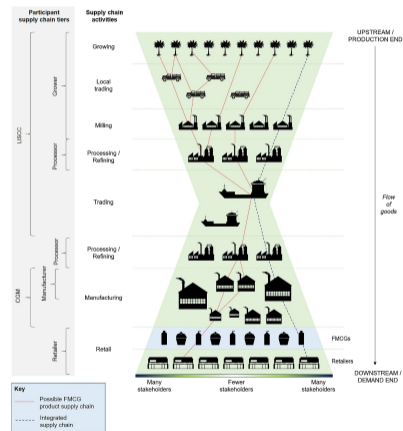 Participant
supply chain tiers
Supply chain
activities
UPSTREAM /
PRODUCTION END
Growing
Grower
Local
trading
Milling
Processor
Processing /
Refining
Trading
Flow
of
goods
Processor
Processing /
Refining
CGM
Manufacturer
Manufacturing
FMCGs
Retailer
Retail
Retailers
DOWNSTREAM /
DEMAND END
Many
stakeholders
Fewer
stakeholders
Many
stakeholders
Key
Possible FMCG
product supply chain
Integrated
supply chain